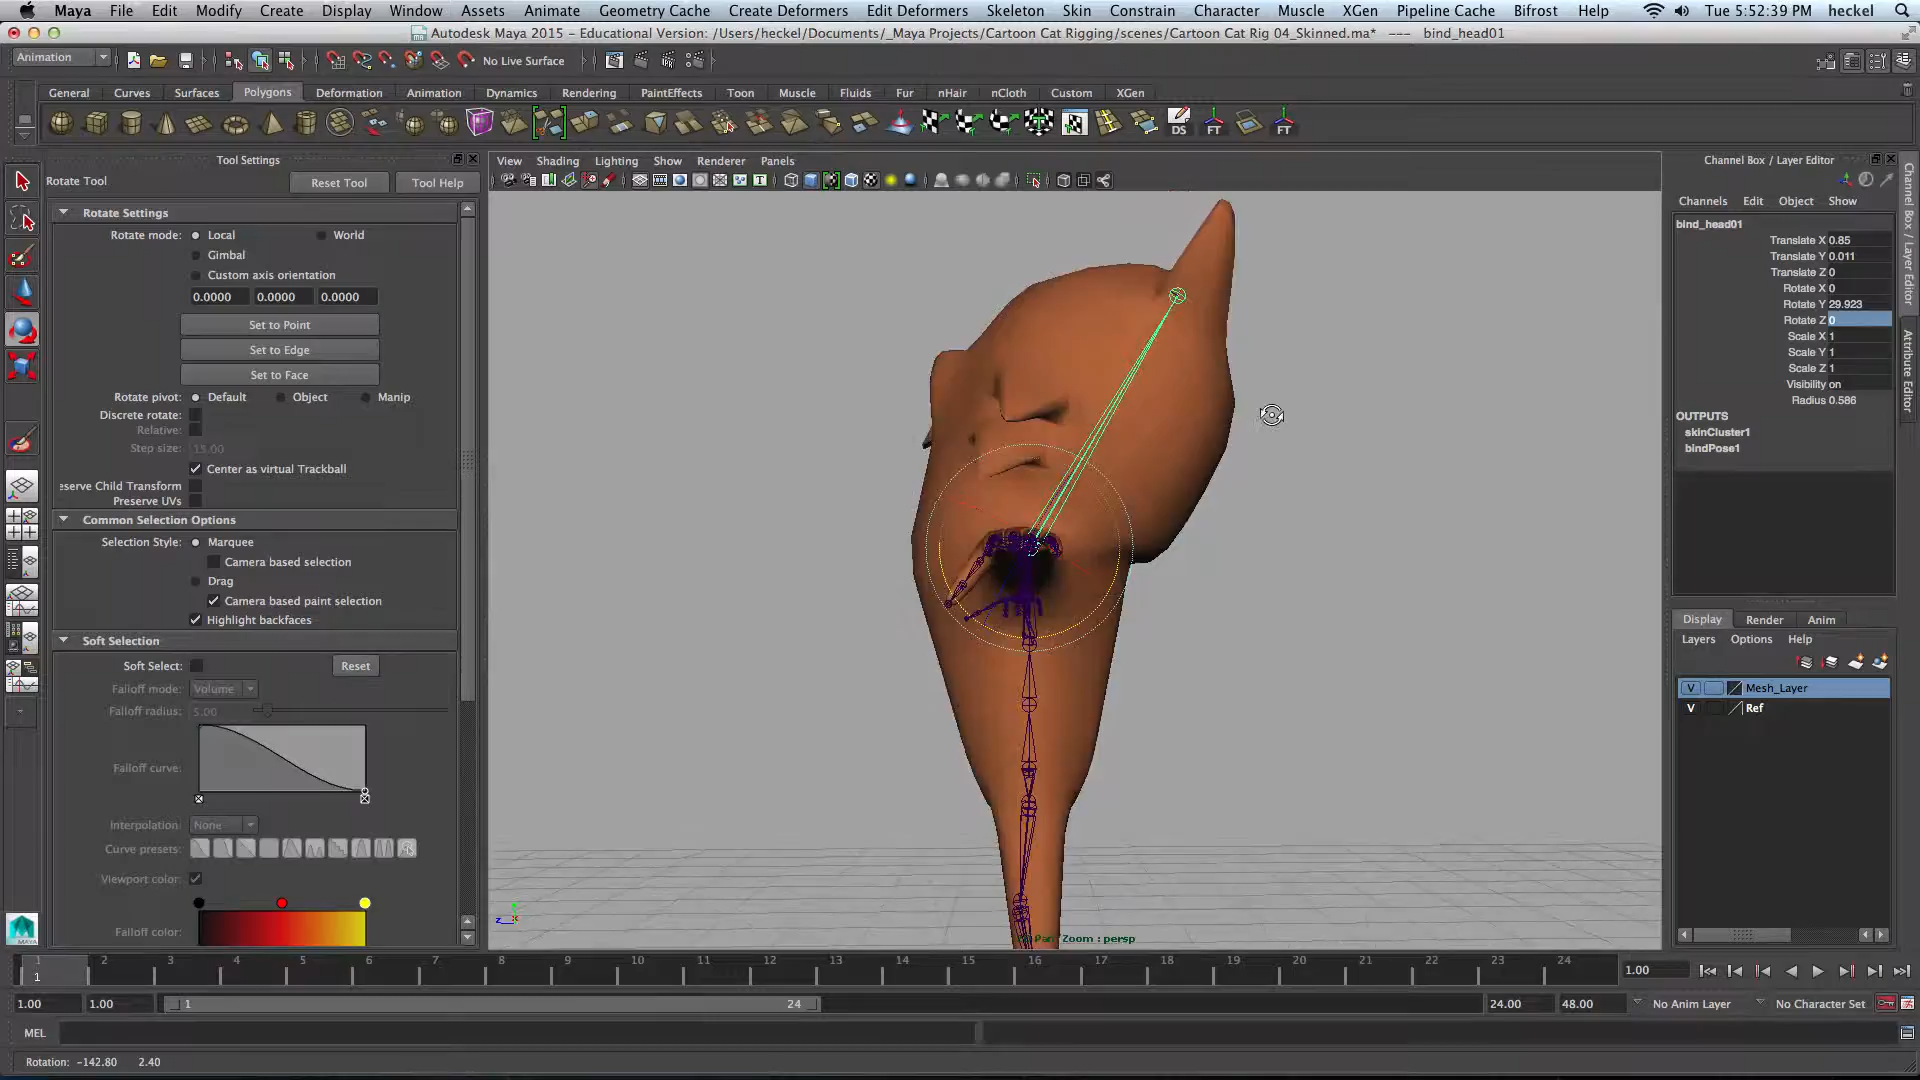 Maya File Edit Modify Create Display Window Assets Animate Geometry Cache Create Deformers Edit Deformers Skeleton Skin Constrain Character Muscle XGen Pipeline Cache Bifrost Help Tue 5:52:39 PM heckel
Autodesk Maya 2015 - Educational Version: /Users/heckel/Documents/_Maya Projects/Cartoon Cat Rigging/scenes/Cartoon Cat Rig 04_Skinned.ma* --- bind_head01
Animation No Live Surface
General Curves Surfaces Polygons Deformation Animation Dynamics Rendering PaintEffects Toon Muscle Fluids Fur nHair nCloth Custom XGen
DS FT FT
Tool Settings
Rotate Tool Reset Tool Tool Help
Rotate Settings
Rotate mode: Local World
Gimbal
Custom axis orientation
0.0000 0.0000 0.0000
Set to Point
Set to Edge
Set to Face
Rotate pivot: Default Object Manip
Discrete rotate:
Relative:
Step size: 15.00
Center as virtual Trackball
eserve Child Transform
Preserve UVs
Common Selection Options
Selection Style: Marquee
Camera based selection
Drag
Camera based paint selection
Highlight backfaces
Soft Selection
Soft Select: Reset
Falloff mode: Volume
Falloff radius: 5.00
Falloff curve:
Interpolation: None
Curve presets:
Viewport color:
Falloff color:
View Shading Lighting Show Renderer Panels
z
Pan Zoom : persp
Channel Box / Layer Editor
Channels Edit Object Show
bind_head01
Translate X 0.85
Translate Y 0.011
Translate Z 0
Rotate X 0
Rotate Y 29.923
Rotate Z 0
Scale X 1
Scale Y 1
Scale Z 1
Visibility on
Radius 0.586
OUTPUTS
skinCluster1
bindPose1
Display Render Anim
Layers Options Help
V Mesh_Layer
V Ref
Channel Box / Layer Editor
Attribute Editor
1 2 3 4 5 6 7 8 9 10 11 12 13 14 15 16 17 18 19 20 21 22 23 24
1 1.00
1.00 1.00 1 24 24.00 48.00 No Anim Layer No Character Set
MEL
Rotation: -142.80 2.40